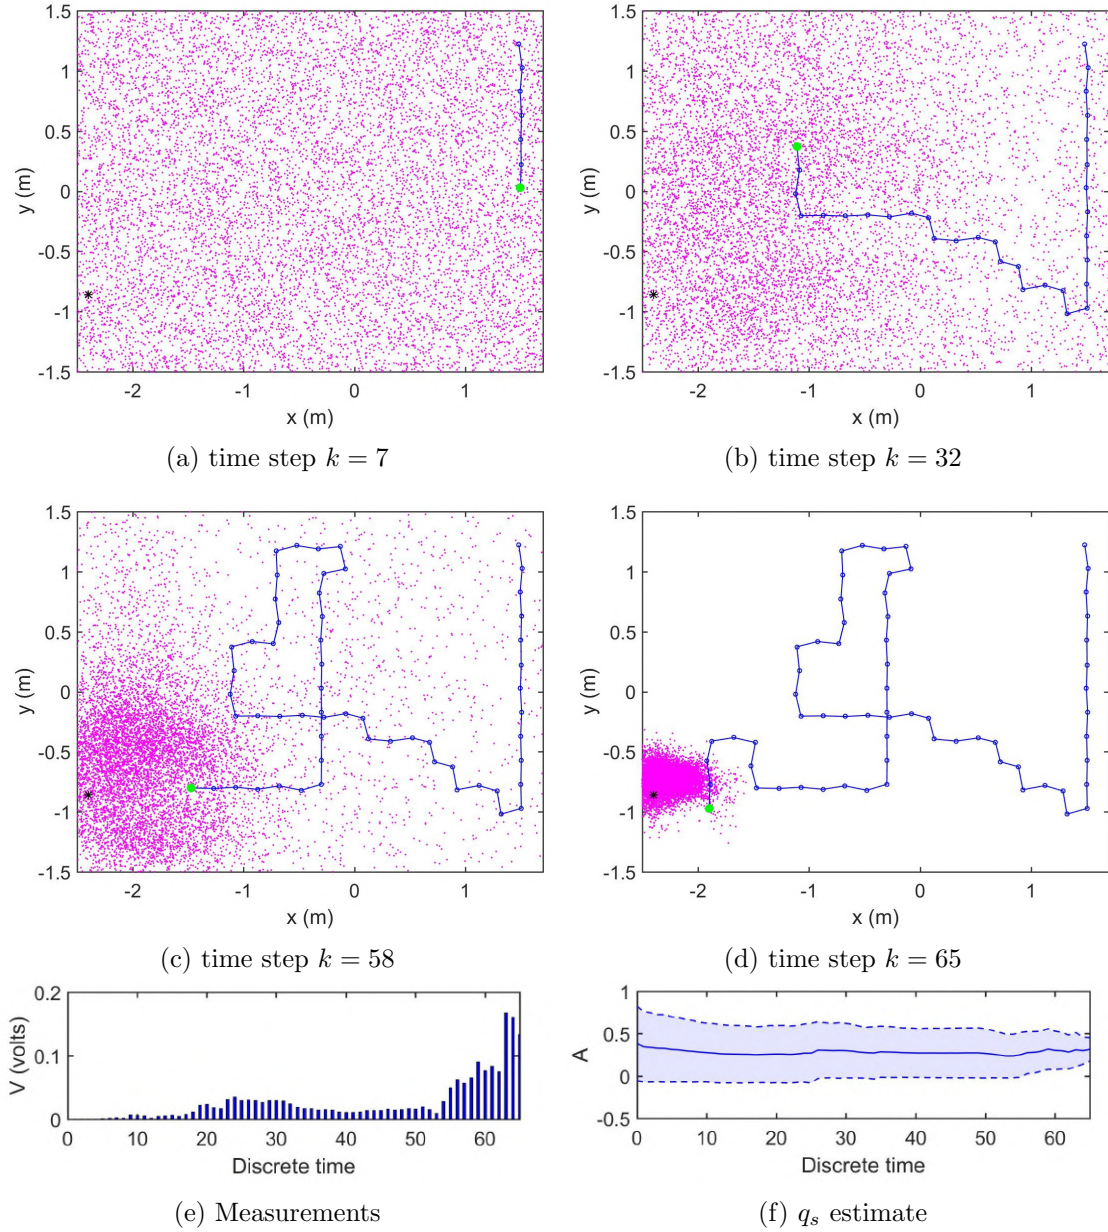 1.5
1
0.5
0
-0.5
-1
-1.5
y (m)
-2 -1 0 1
x (m)
(a) time step k = 7
1.5
1
0.5
0
-0.5
-1
-1.5
y (m)
-2 -1 0 1
x (m)
(b) time step k = 32
1.5
1
0.5
0
-0.5
-1
-1.5
y (m)
-2 -1 0 1
x (m)
(c) time step k = 58
1.5
1
0.5
0
-0.5
-1
-1.5
y (m)
-2 -1 0 1
x (m)
(d) time step k = 65
0.2
0.1
0
V (volts)
0 10 20 30 40 50 60
Discrete time
(e) Measurements
1
0.5
0
-0.5
A
0 10 20 30 40 50 60
Discrete time
(f) q_s estimate